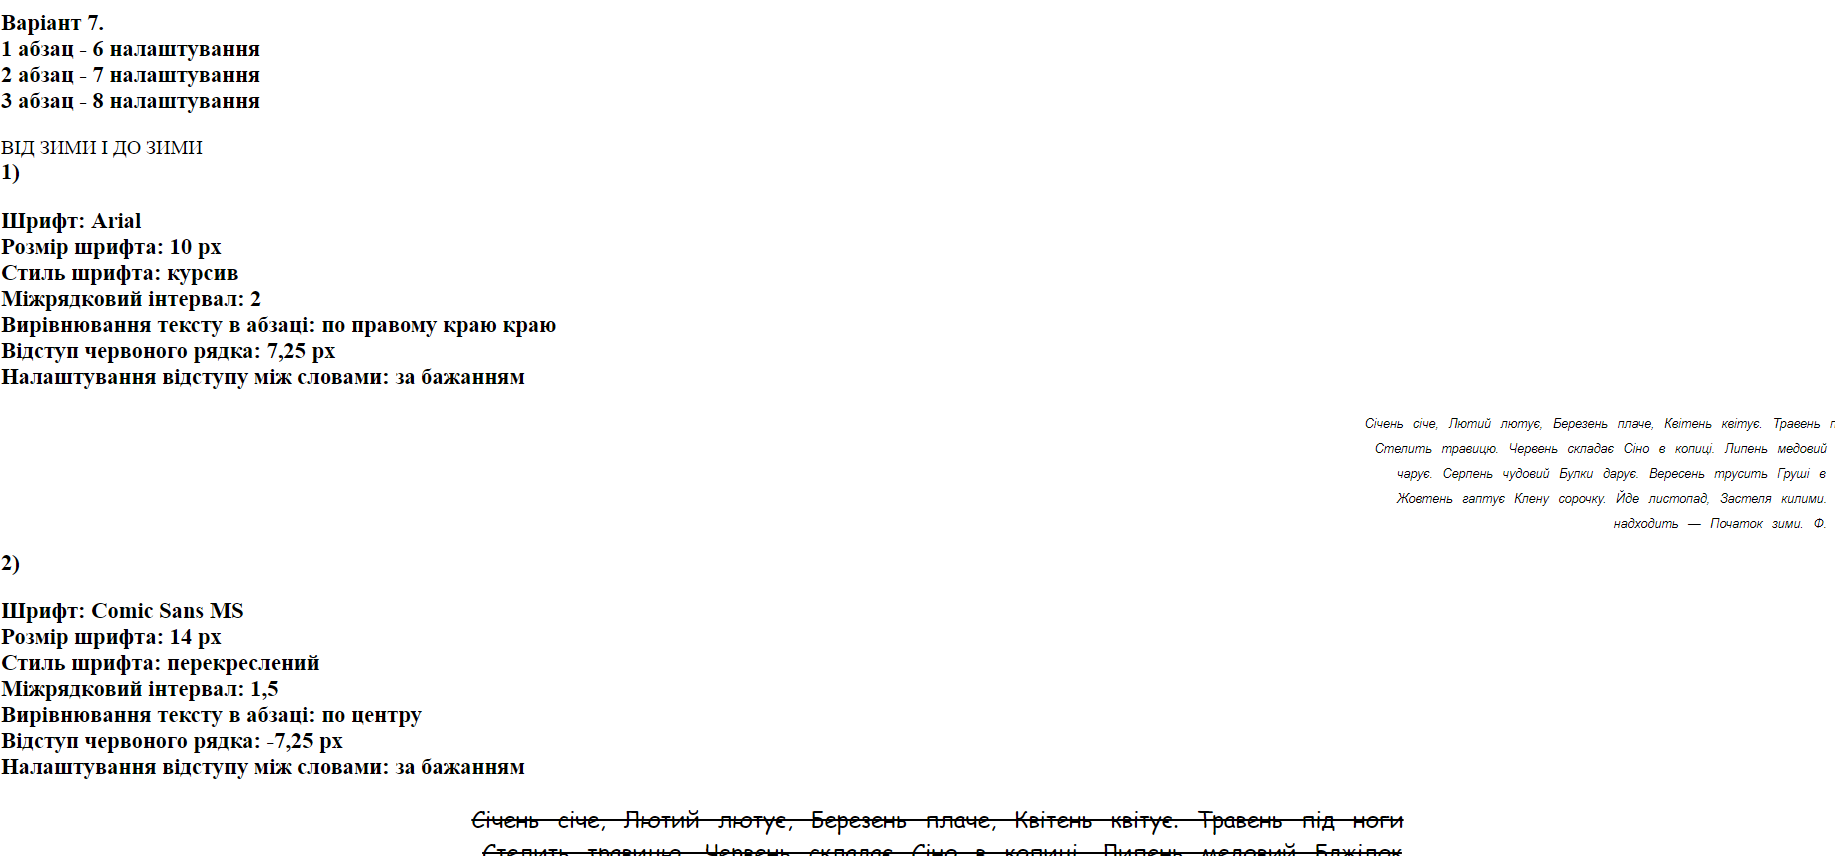 Варіант 7.
1 абзац - 6 налаштування
2 абзац - 7 налаштування
3 абзац - 8 налаштування
ВІД ЗИМИ І ДО ЗИМИ
1)
Шрифт: Arial
Розмір шрифта: 10 px
Стиль шрифта: курсив
Міжрядковий інтервал: 2
Вирівнювання тексту в абзаці: по правому краю краю
Відступ червоного рядка: 7,25 px
Налаштування відступу між словами: за бажанням
Січень січе, Лютий лютує, Березень плаче, Квітень квітує. Травень
Стелить травицю. Червень складає Сіно в копиці. Липень медовий
чарує. Серпень чудовий Булки дарує. Вересень трусить Груші в
Жовтень гаптує Клену сорочку. Йде листопад, Застеля килими.
надходить — Початок зими. Ф.
2)
Шрифт: Comic Sans MS
Розмір шрифта: 14 px
Стиль шрифта: перекреслений
Міжрядковий інтервал: 1,5
Вирівнювання тексту в абзаці: по центру
Відступ червоного рядка: -7,25 px
Налаштування відступу між словами: за бажанням
Січень січе, Лютий лютує, Березень плаче, Квітень квітує. Травень під ноги
Стелить травицю. Червень складає Сіно в копиці. Липень медовий Бджілок